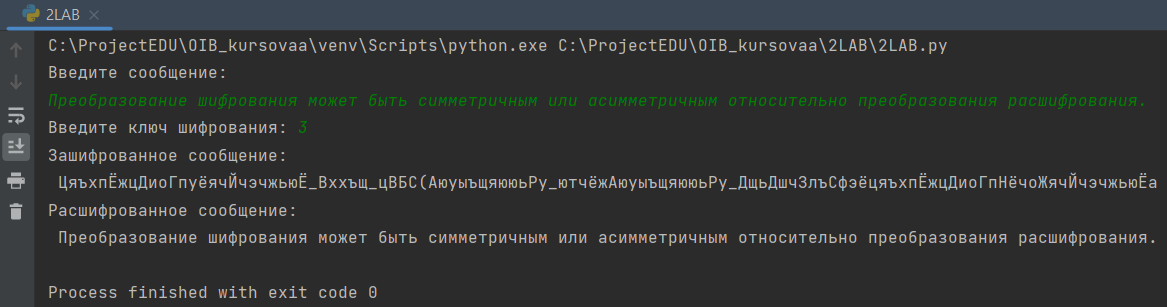 2LAB
C:\ProjectEDU\OIB_kursovaa\venv\Scripts\python.exe C:\ProjectEDU\OIB_kursovaa\2LAB\2LAB.py
Введите сообщение:
Преобразование шифрования может быть симметричным или асимметричным относительно преобразования расшифрования.
Введите ключ шифрования: 3
Зашифрованное сообщение:
ЦяъхпЁжцДиоГпуёячЙчэчжьюЁ_Вххъщ_цВБС(АюуыъщяююьРу_ютчёжАюуыъщяююьРу_ДщьДшчЗлъСфэёцяъхпЁжцДиоГпНёчоЖячЙчэчжьюЁа
Расшифрованное сообщение:
Преобразование шифрования может быть симметричным или асимметричным относительно преобразования расшифрования.
Process finished with exit code 0